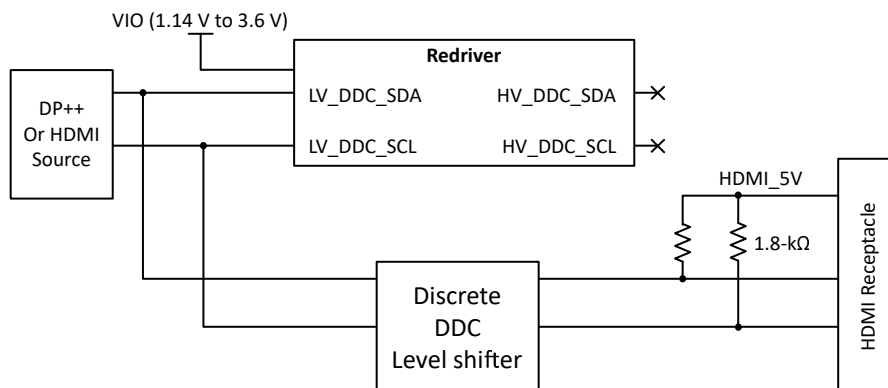 VIO (1.14 V to 3.6 V)
Redriver
DP++
Or HDMI
Source
LV_DDC_SDA
HV_DDC_SDA
LV_DDC_SCL
HV_DDC_SCL
HDMI_5V
1.8-kΩ
HDMI Receptacle
Discrete
DDC
Level shifter